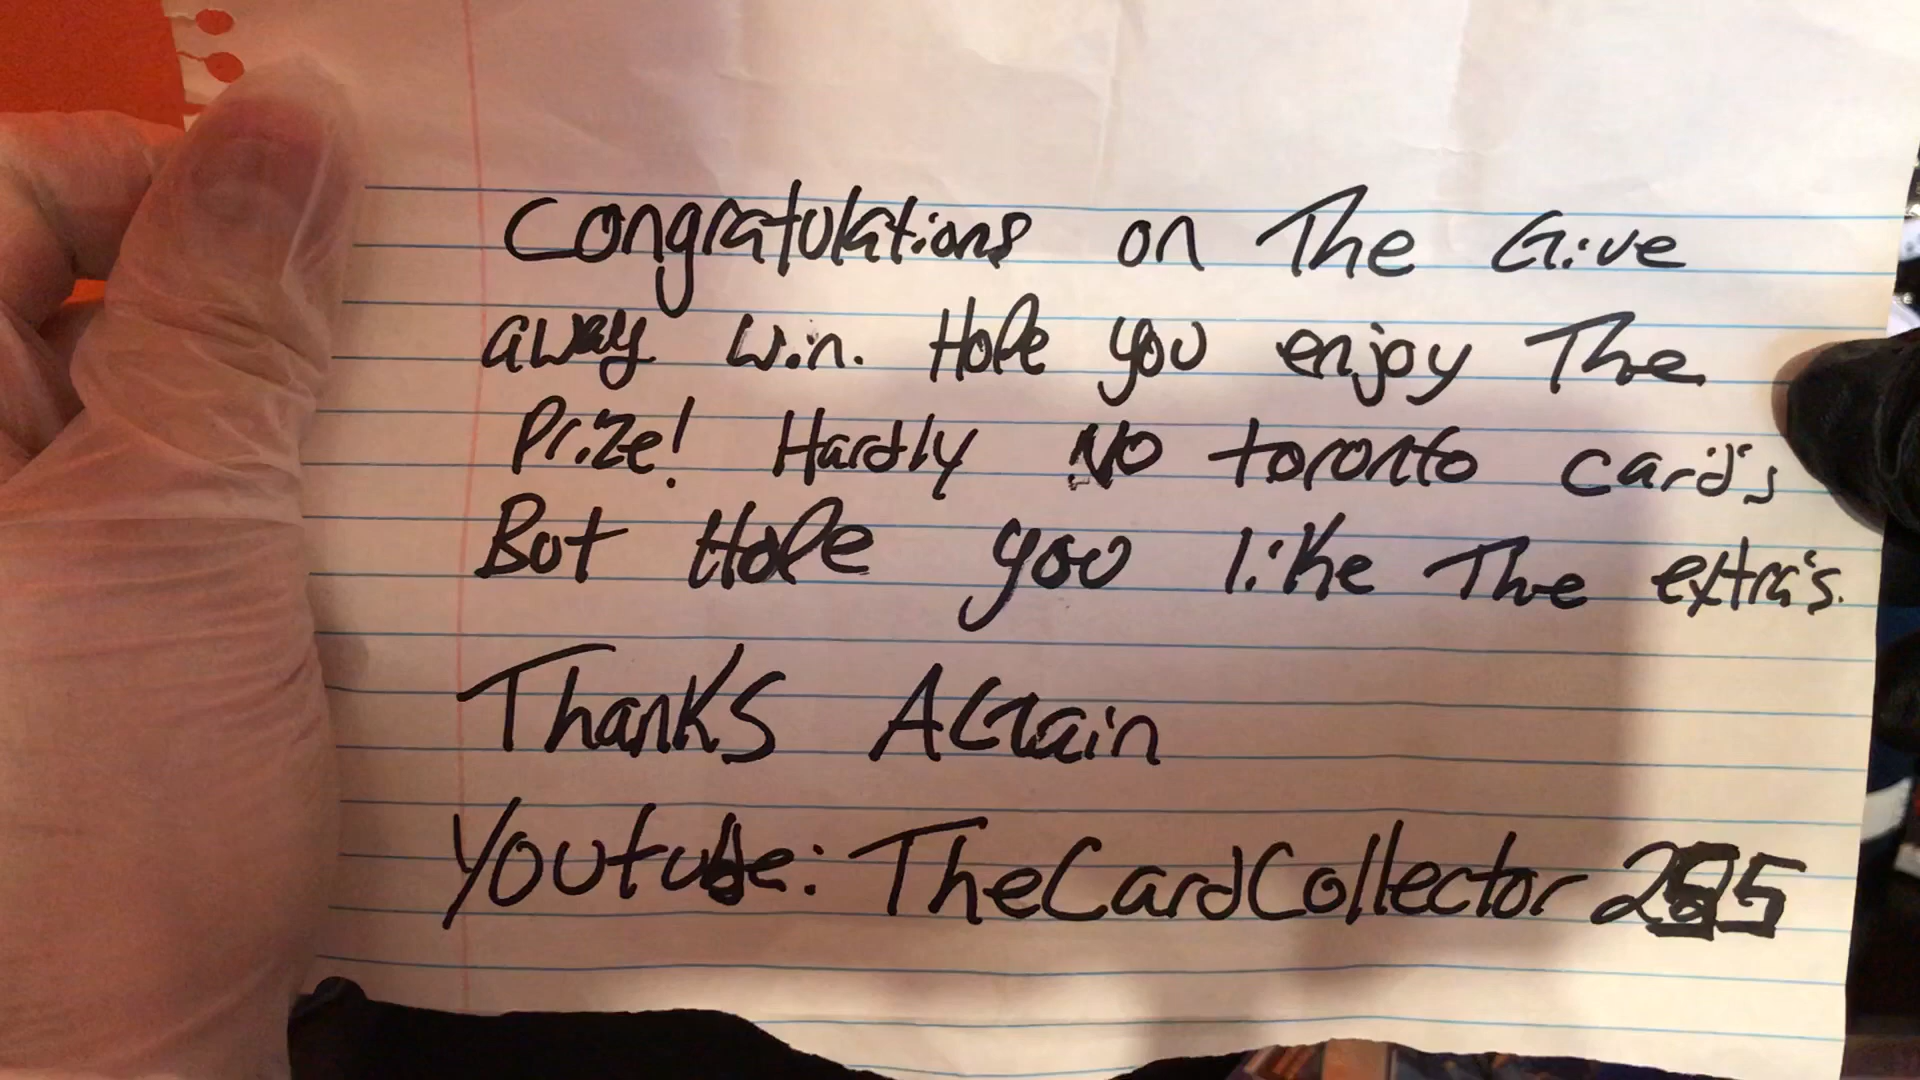 Congratulations on The Give
away win. Hope you enjoy The
Prize! Hardly NO toronto card's
But Hope you like The extra's.
Thanks AGain
Youtube: TheCardCollector